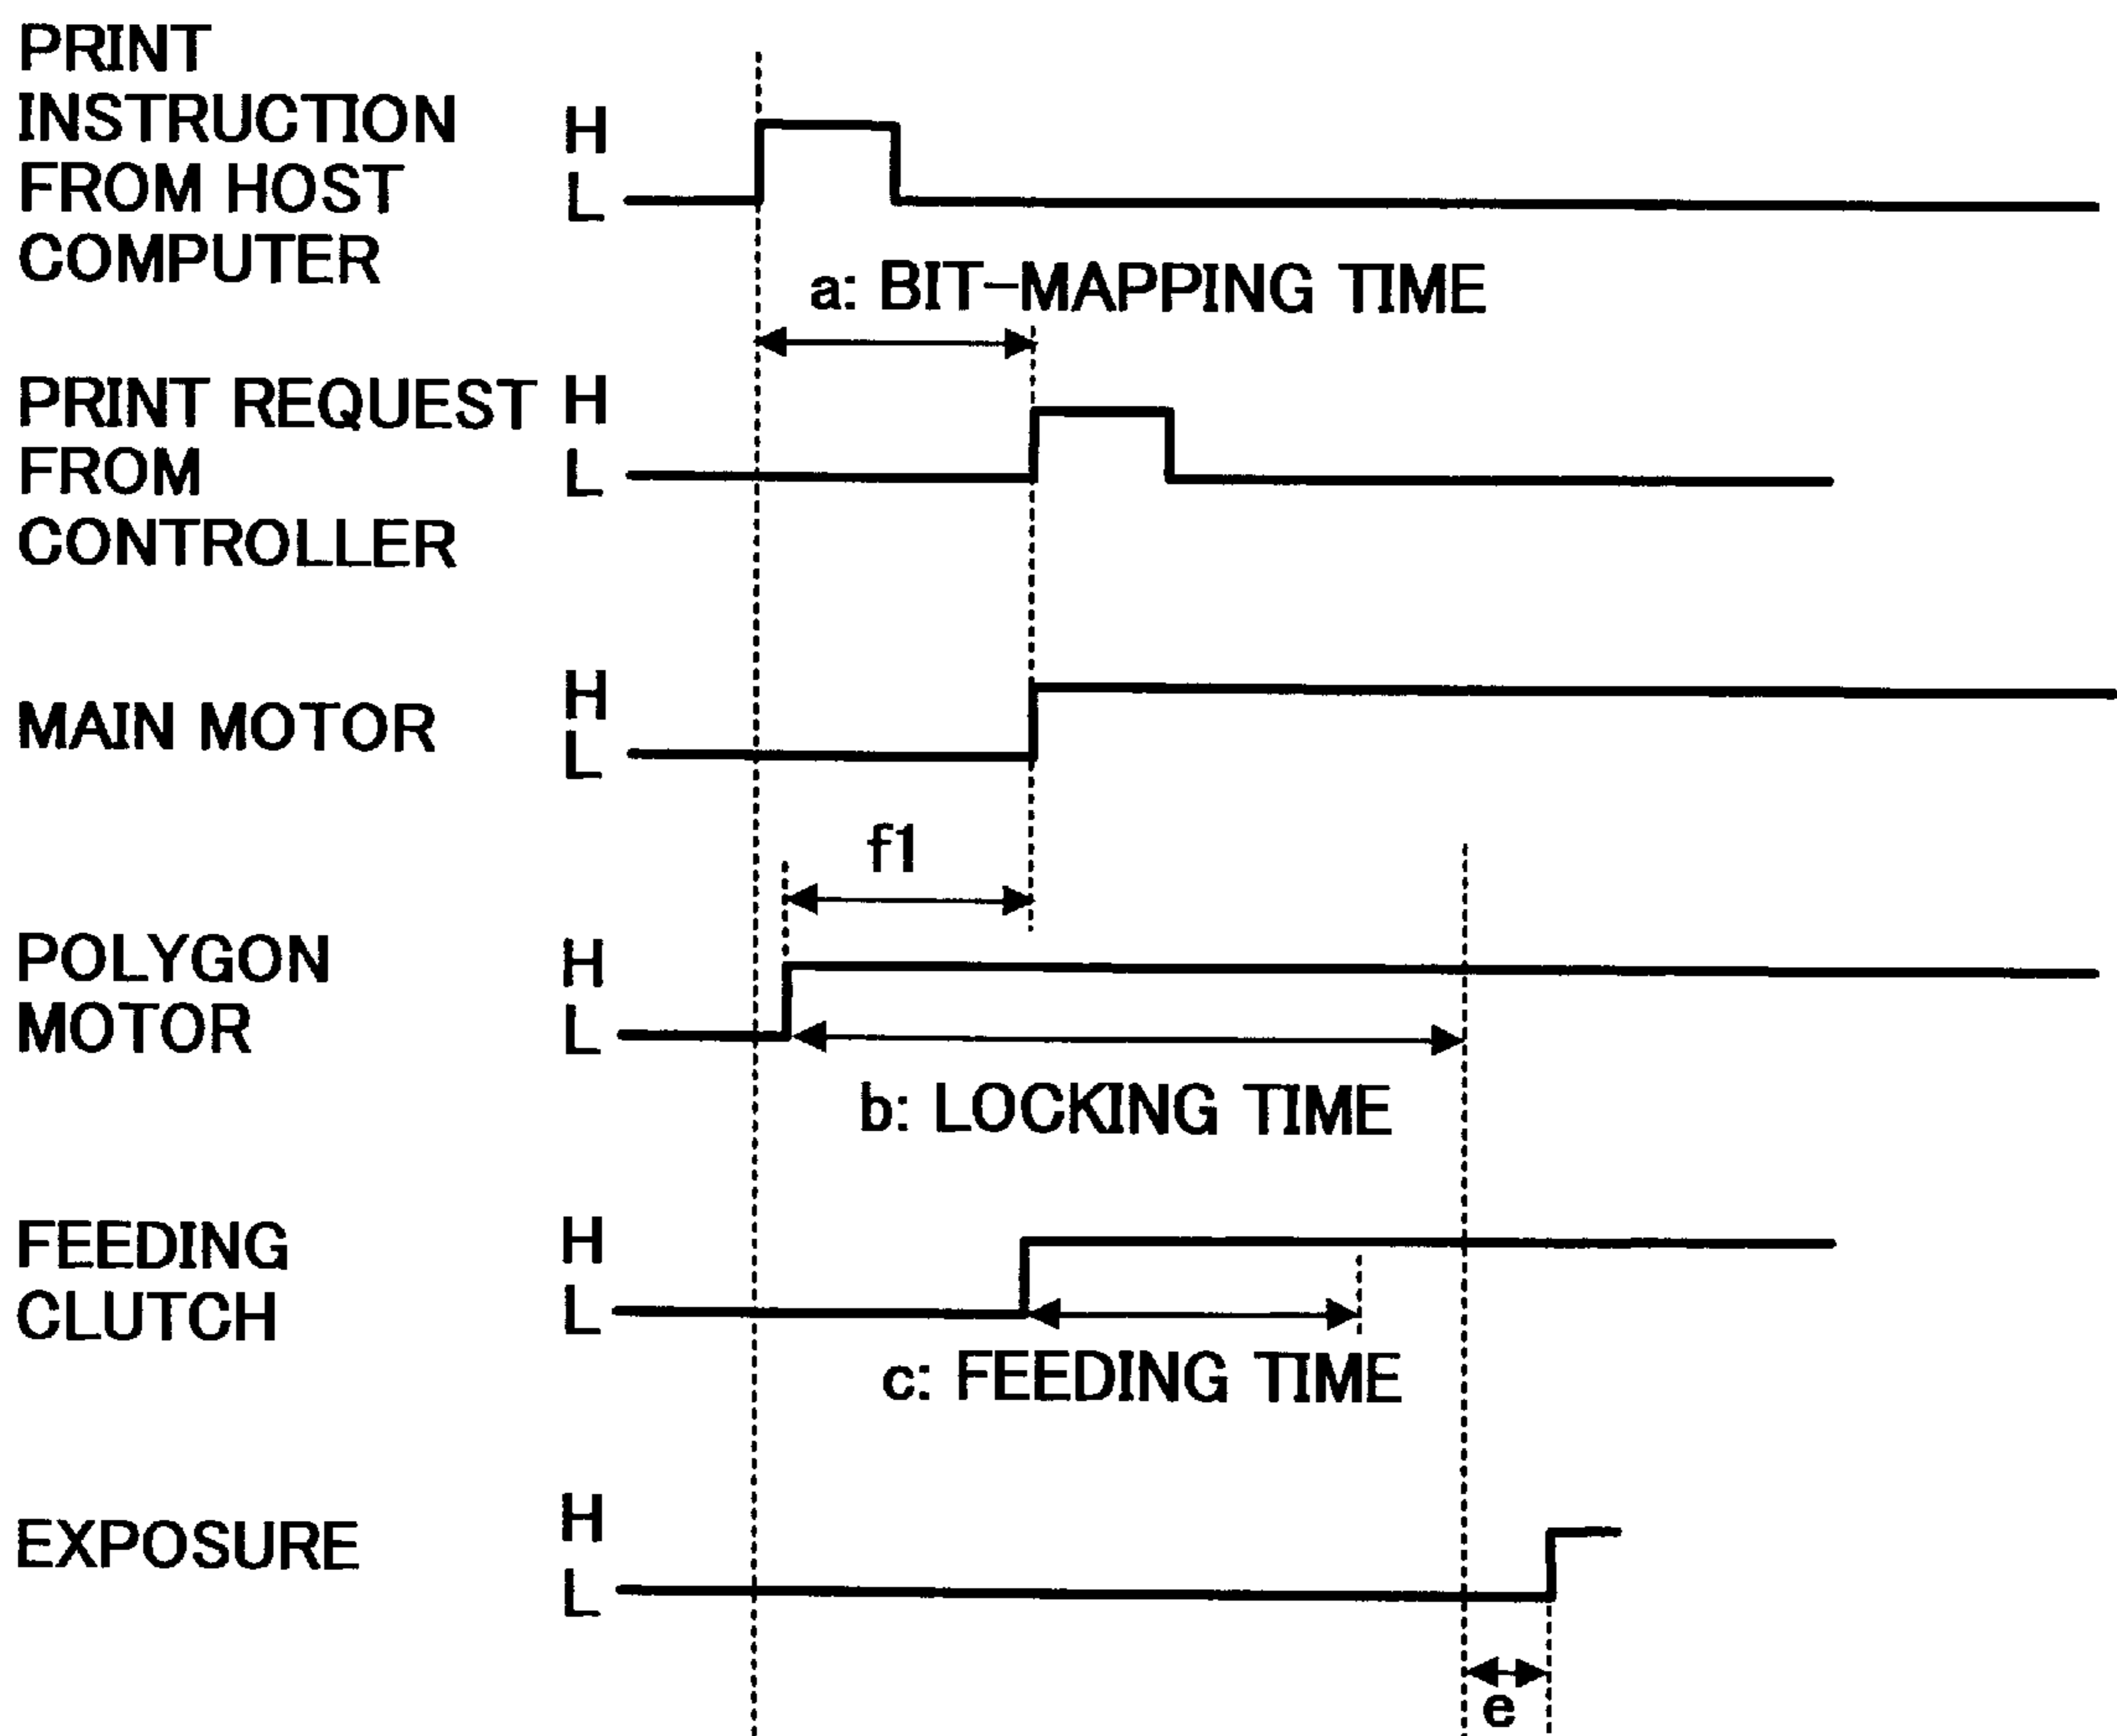 PRINT
INSTRUCTION
FROM HOST
COMPUTER
H
L
a: BIT-MAPPING TIME
PRINT REQUEST
FROM
CONTROLLER
H
L
MAIN MOTOR
H
L
f1
POLYGON
MOTOR
H
L
b: LOCKING TIME
FEEDING
CLUTCH
H
L
c: FEEDING TIME
EXPOSURE
H
L
e